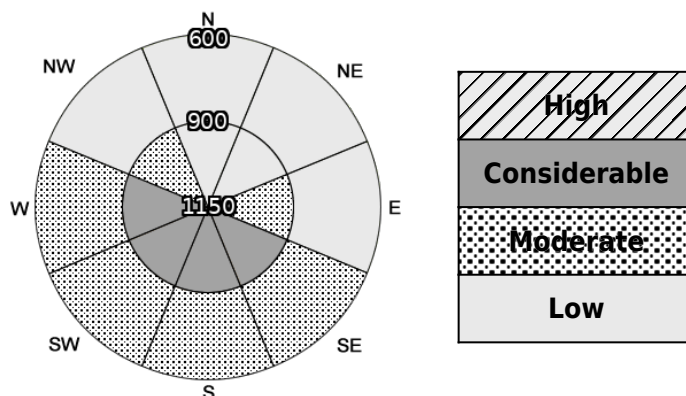 N
600
NW
NE
900
W
1150
E
SW
SE
S
High
Considerable
Moderate
Low